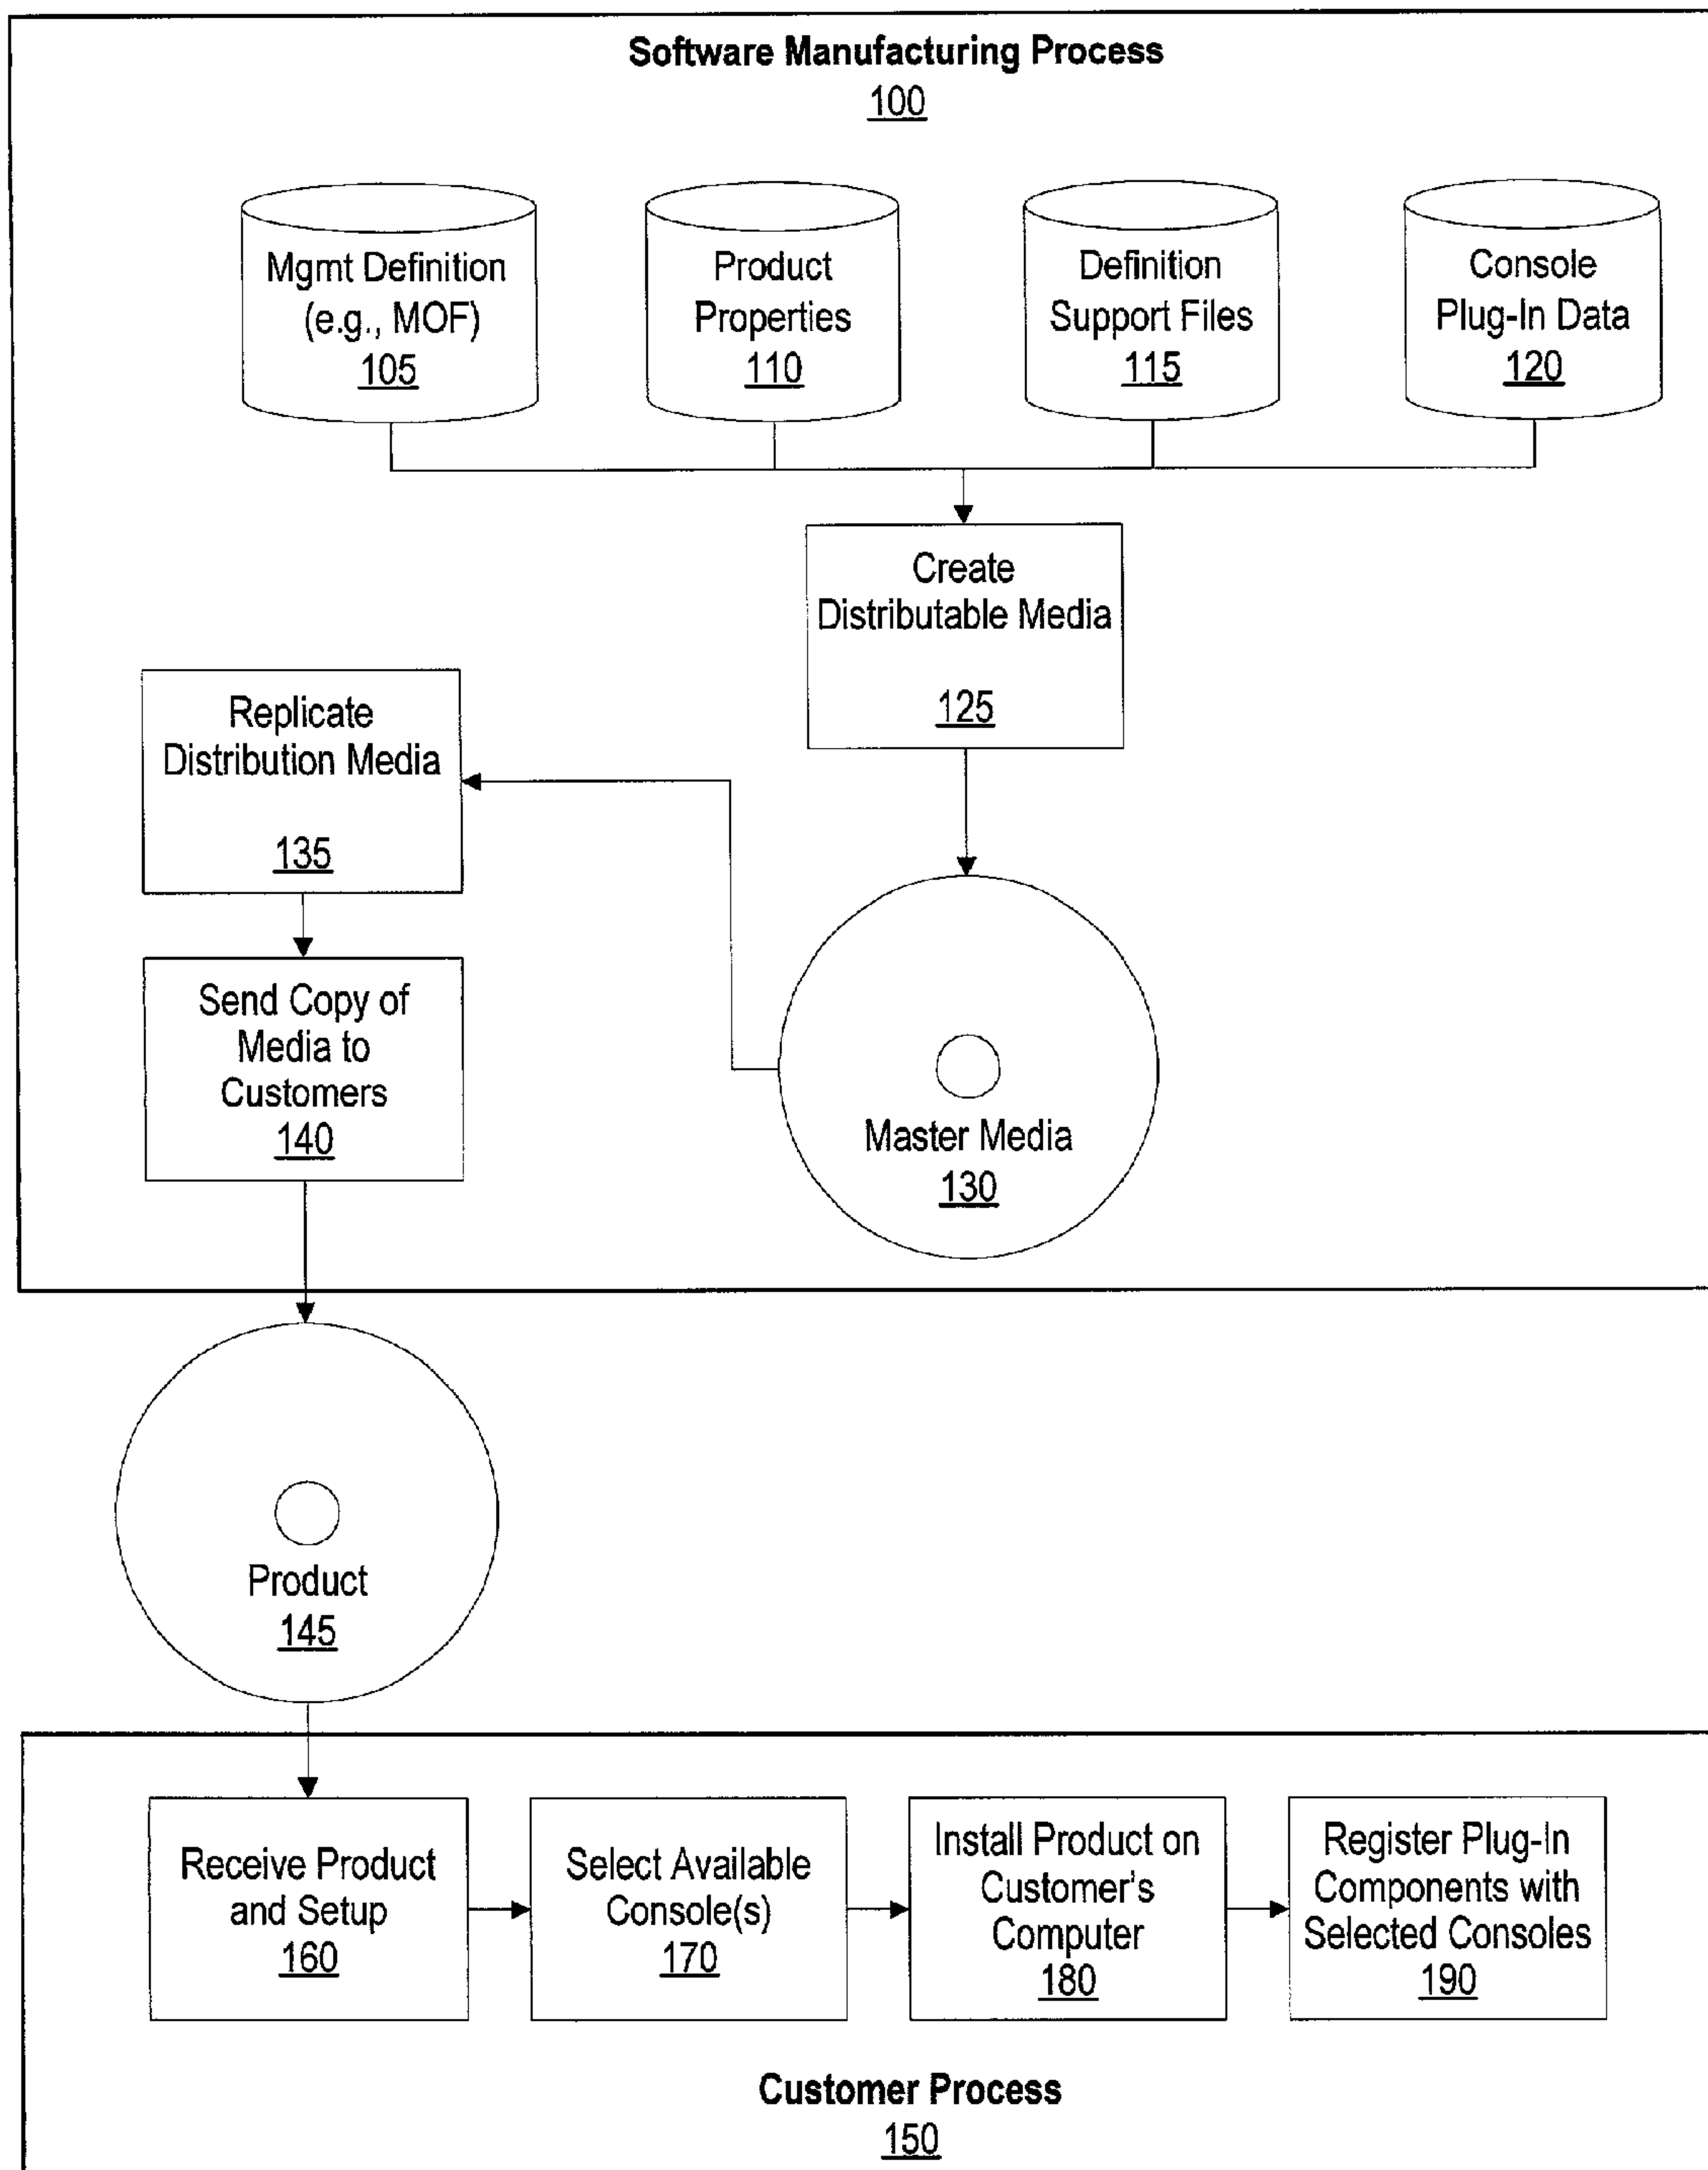 Software Manufacturing Process
100
Mgmt Definition
(e.g., MOF)
105
Product
Properties
110
Definition
Support Files
115
Console
Plug-In Data
120
Create
Distributable Media
125
Replicate
Distribution Media
135
Send Copy of
Media to
Customers
140
Master Media
130
Product
145
Receive Product
and Setup
160
Select Available
Console(s)
170
Install Product on
Customer's
Computer
180
Register Plug-In
Components with
Selected Consoles
190
Customer Process
150